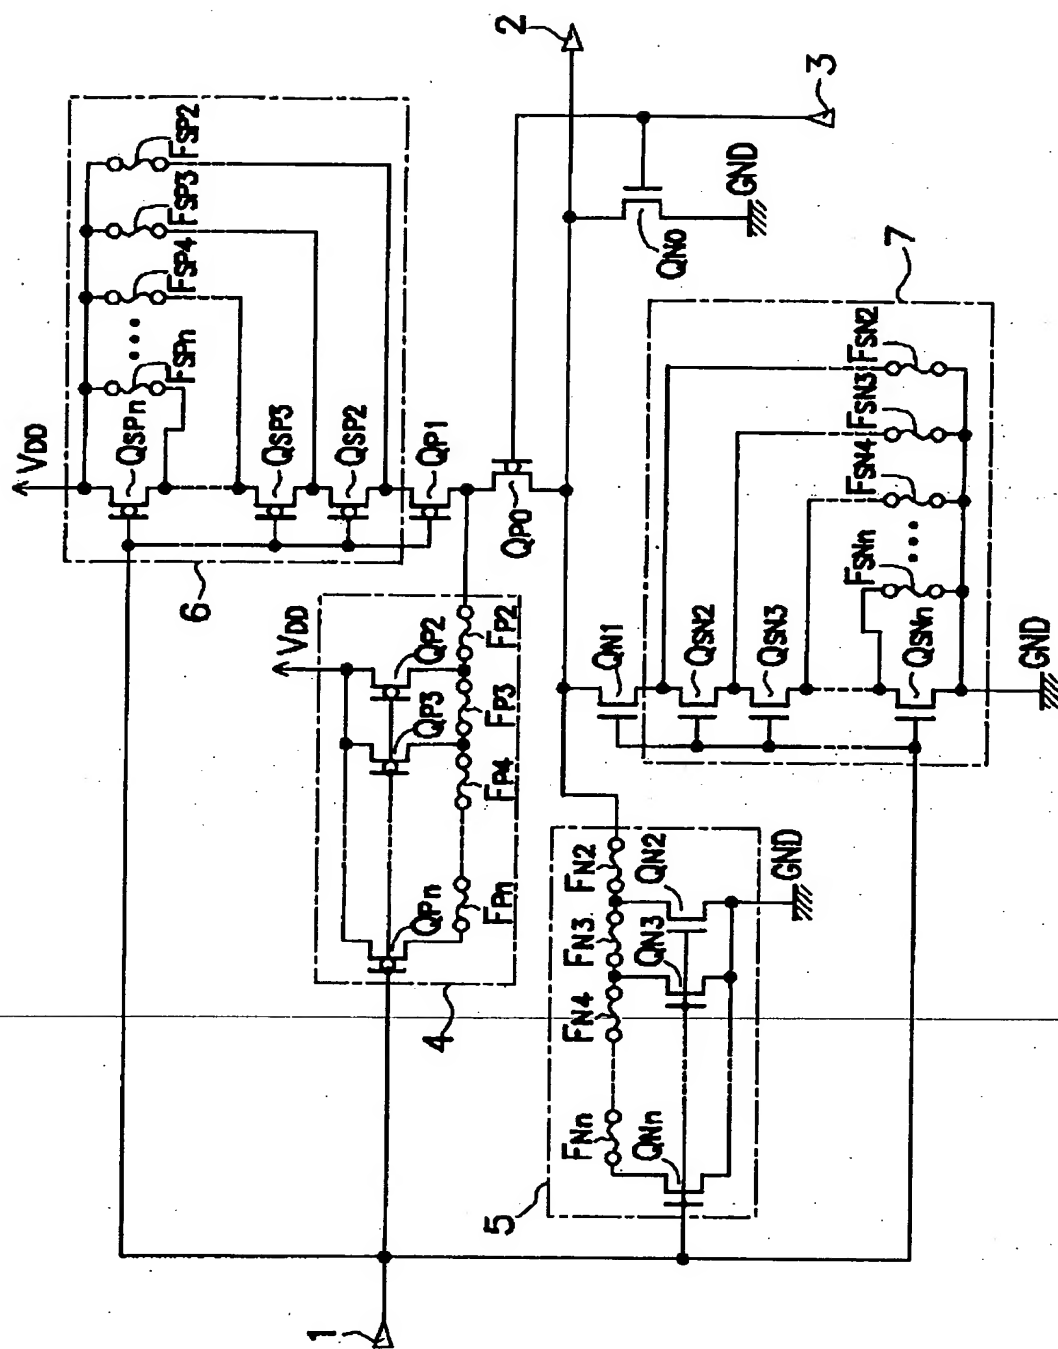 2
3
VDD
FSPn
FSP4
FSP3
FSP2
QSPn
QSP3
QSP2
QP1
6
QP0
QN0
GND
VDD
QP2
QP3
QPn
FP2
FP3
FP4
FPn
4
7
QN1
QSN2
QSN3
QSNn
FSNn
FSN4
FSN3
FSN2
GND
FN2
FN3
FN4
FNn
QN2
QN3
QNn
GND
5
1